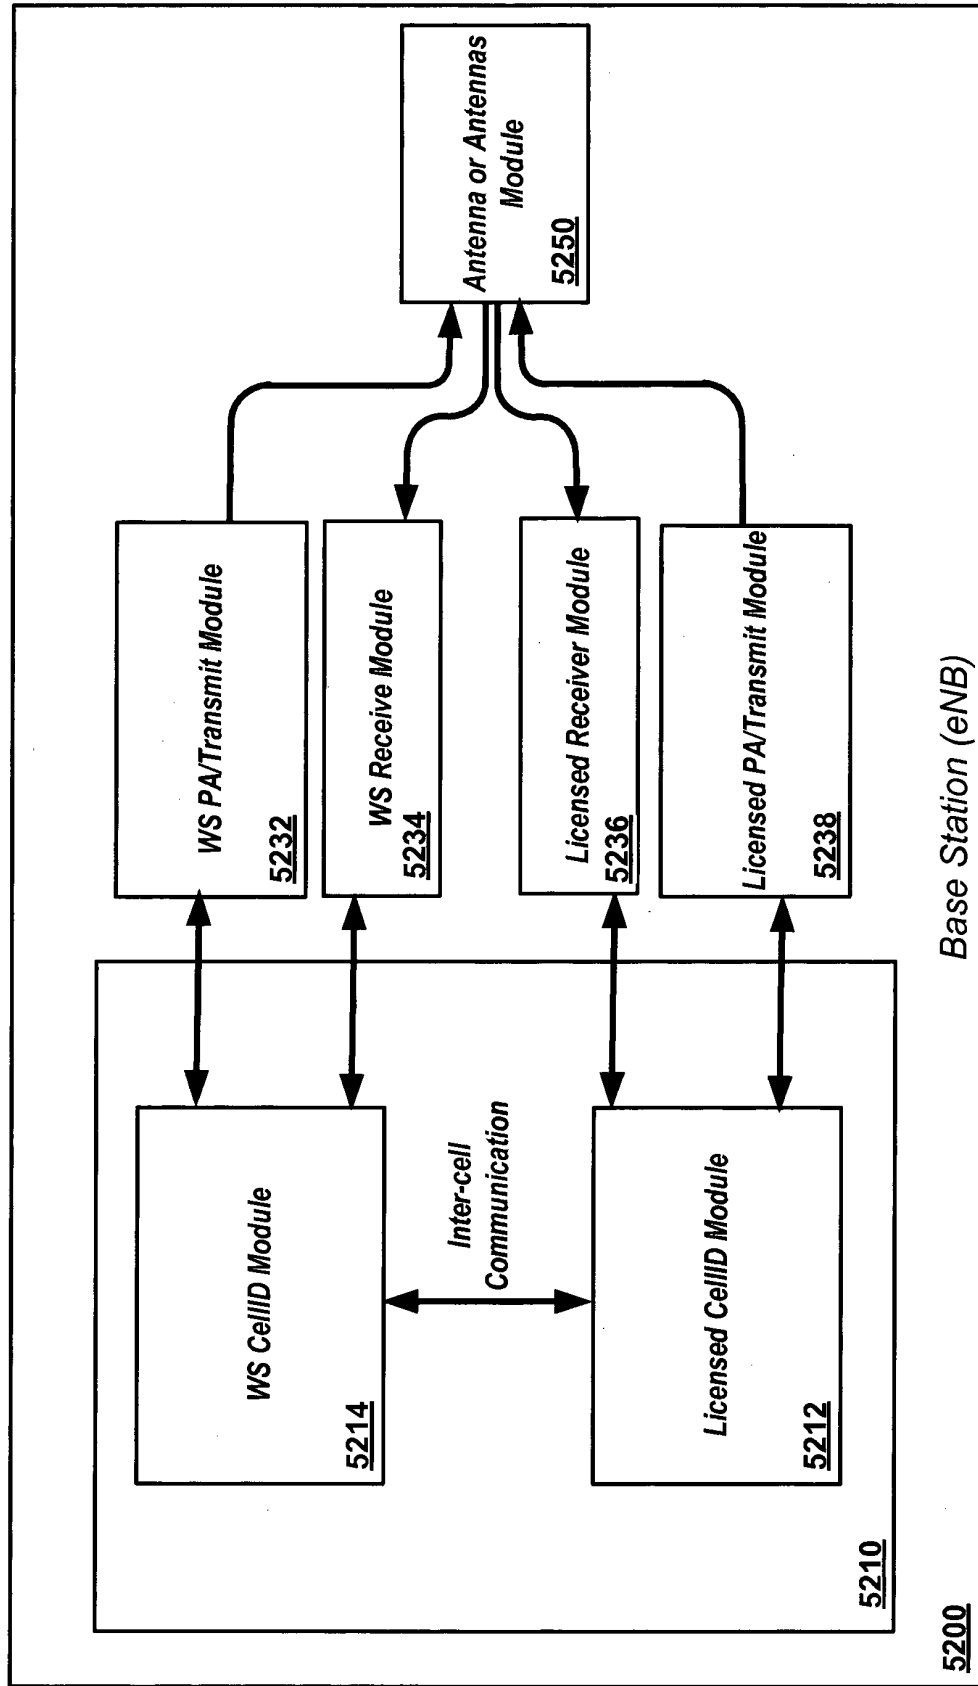 WS CellID Module
5214
Inter-cell
Communication
Licensed CellID Module
5212
5210
5200
WS PA/Transmit Module
5232
WS Receive Module
5234
Licensed Receiver Module
5236
Licensed PA/Transmit Module
5238
Antenna or Antennas
Module
5250
Base Station (eNB)